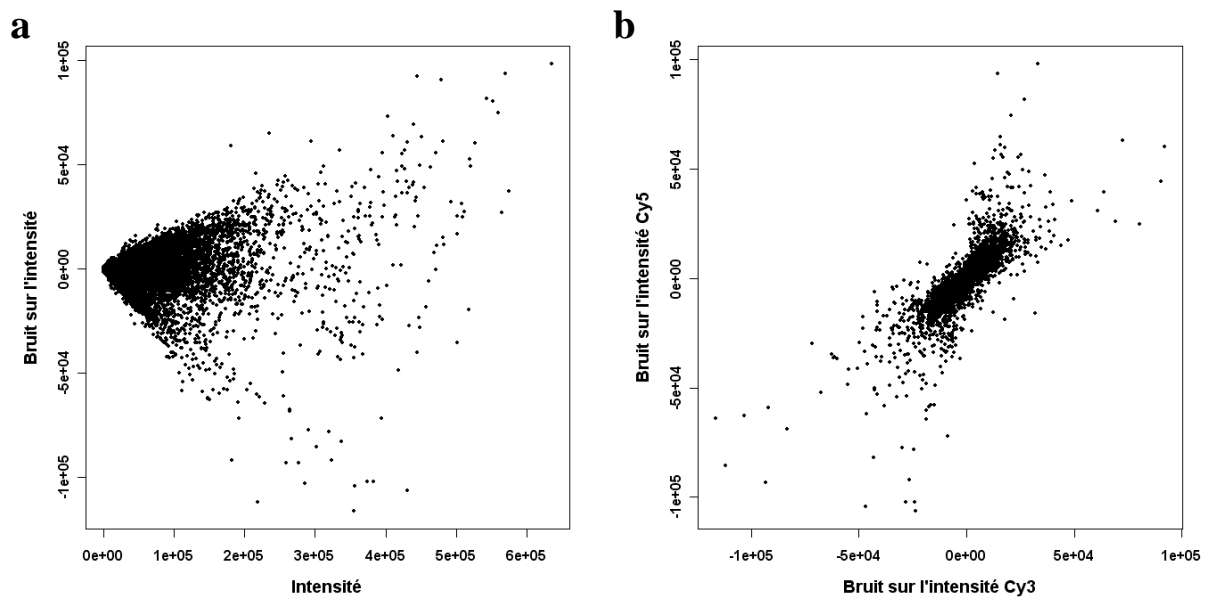 a
1e+05
5e+04
0e+00
-5e+04
-1e+05
Bruit sur l'intensité
0e+00 1e+05 2e+05 3e+05 4e+05 5e+05 6e+05
Intensité
b
1e+05
5e+04
0e+00
-5e+04
-1e+05
Bruit sur l'intensité Cy5
-1e+05 -5e+04 0e+00 5e+04 1e+05
Bruit sur l'intensité Cy3